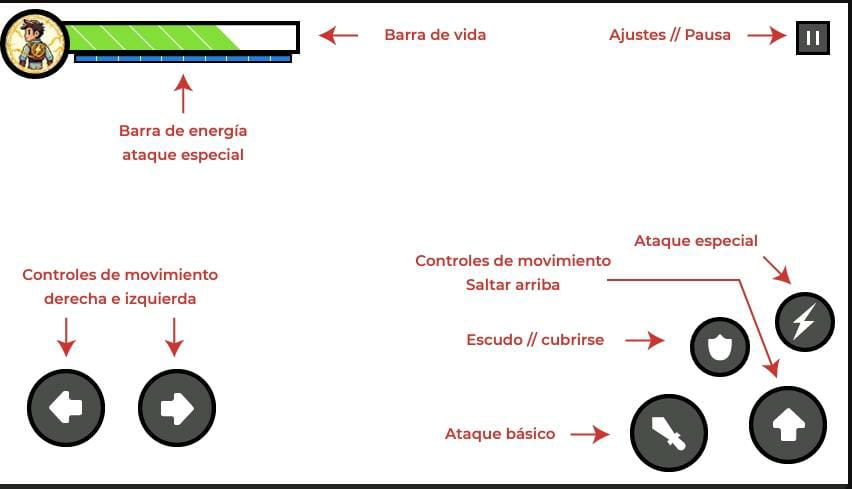 Barra de vida
Ajustes // Pausa
Barra de energía
ataque especial
Ataque especial
Controles de movimiento
Saltar arriba
Controles de movimiento
derecha e izquierda
Escudo // cubrirse
Ataque básico